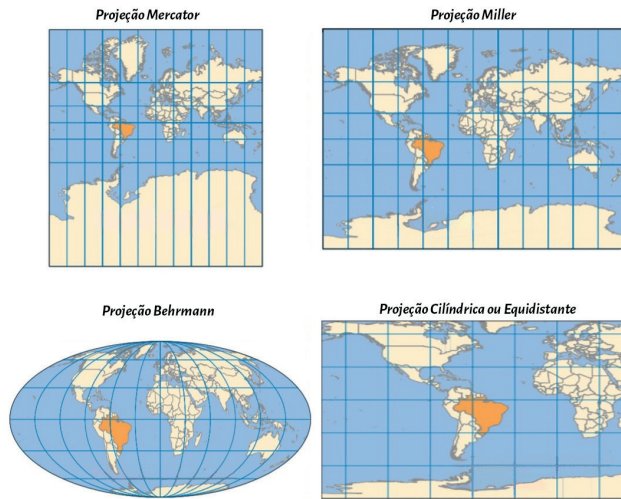 Projeção Mercator
Projeção Miller
Projeção Behrmann
Projeção Cilíndrica ou Equidistante